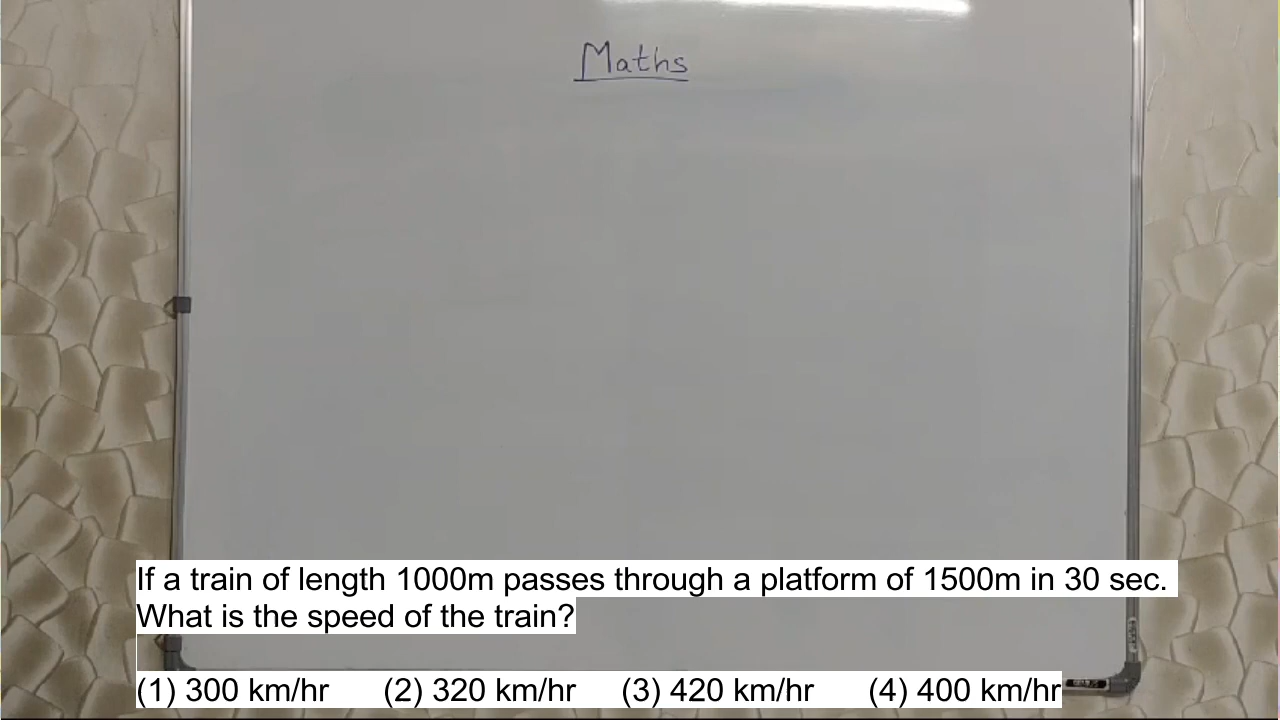 Maths
If a train of length 1000m passes through a platform of 1500m in 30 sec.
What is the speed of the train?
(1) 300 km/hr (2) 320 km/hr (3) 420 km/hr (4) 400 km/hr